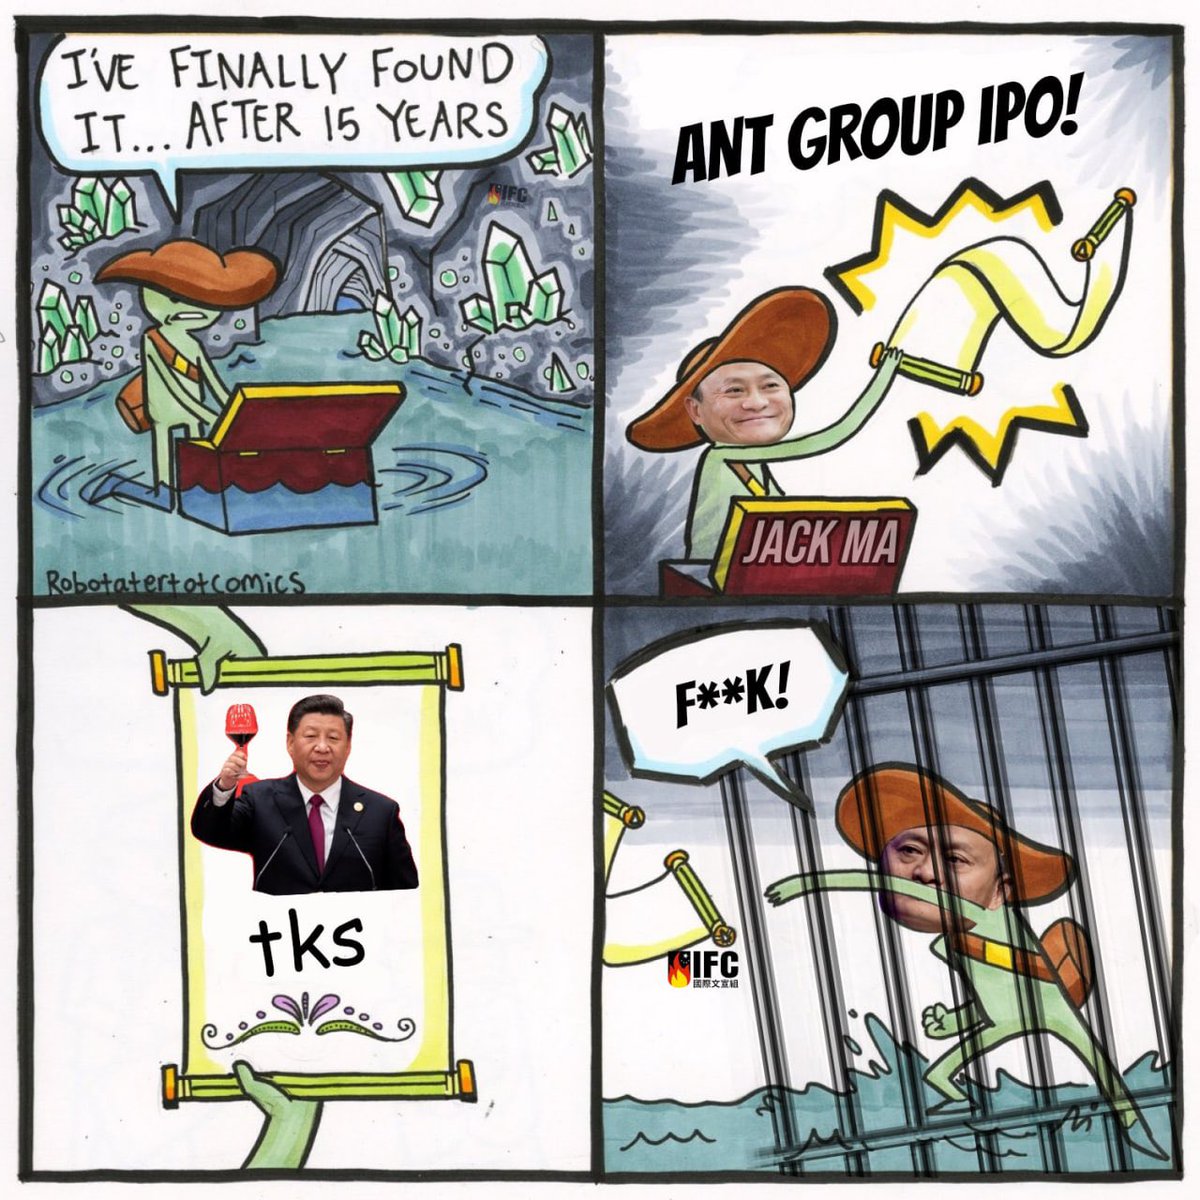 I'VE FINALLY FOUND
IT... AFTER 15 YEARS
IFC
Robotatertotcomics
ANT GROUP IPO!
JACK MA
tks
F**K!
IFC
國際文宣組